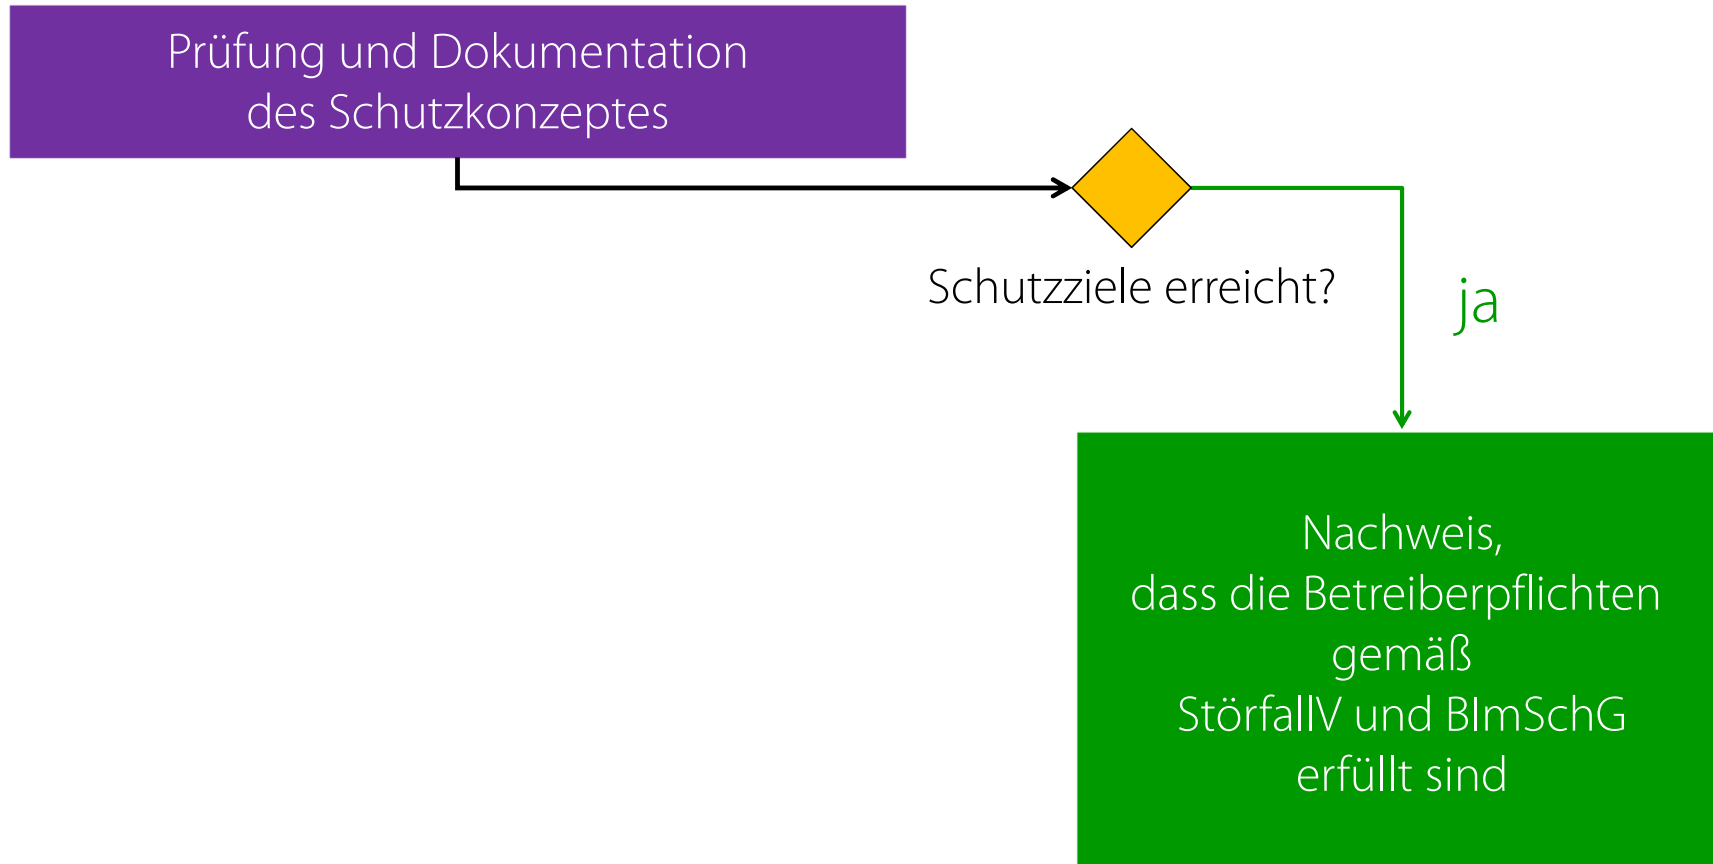 Prüfung und Dokumentation
des Schutzkonzeptes
Schutzziele erreicht?
ja
Nachweis,
dass die Betreiberpflichten
gemäß
StörfallV und BImSchG
erfüllt sind